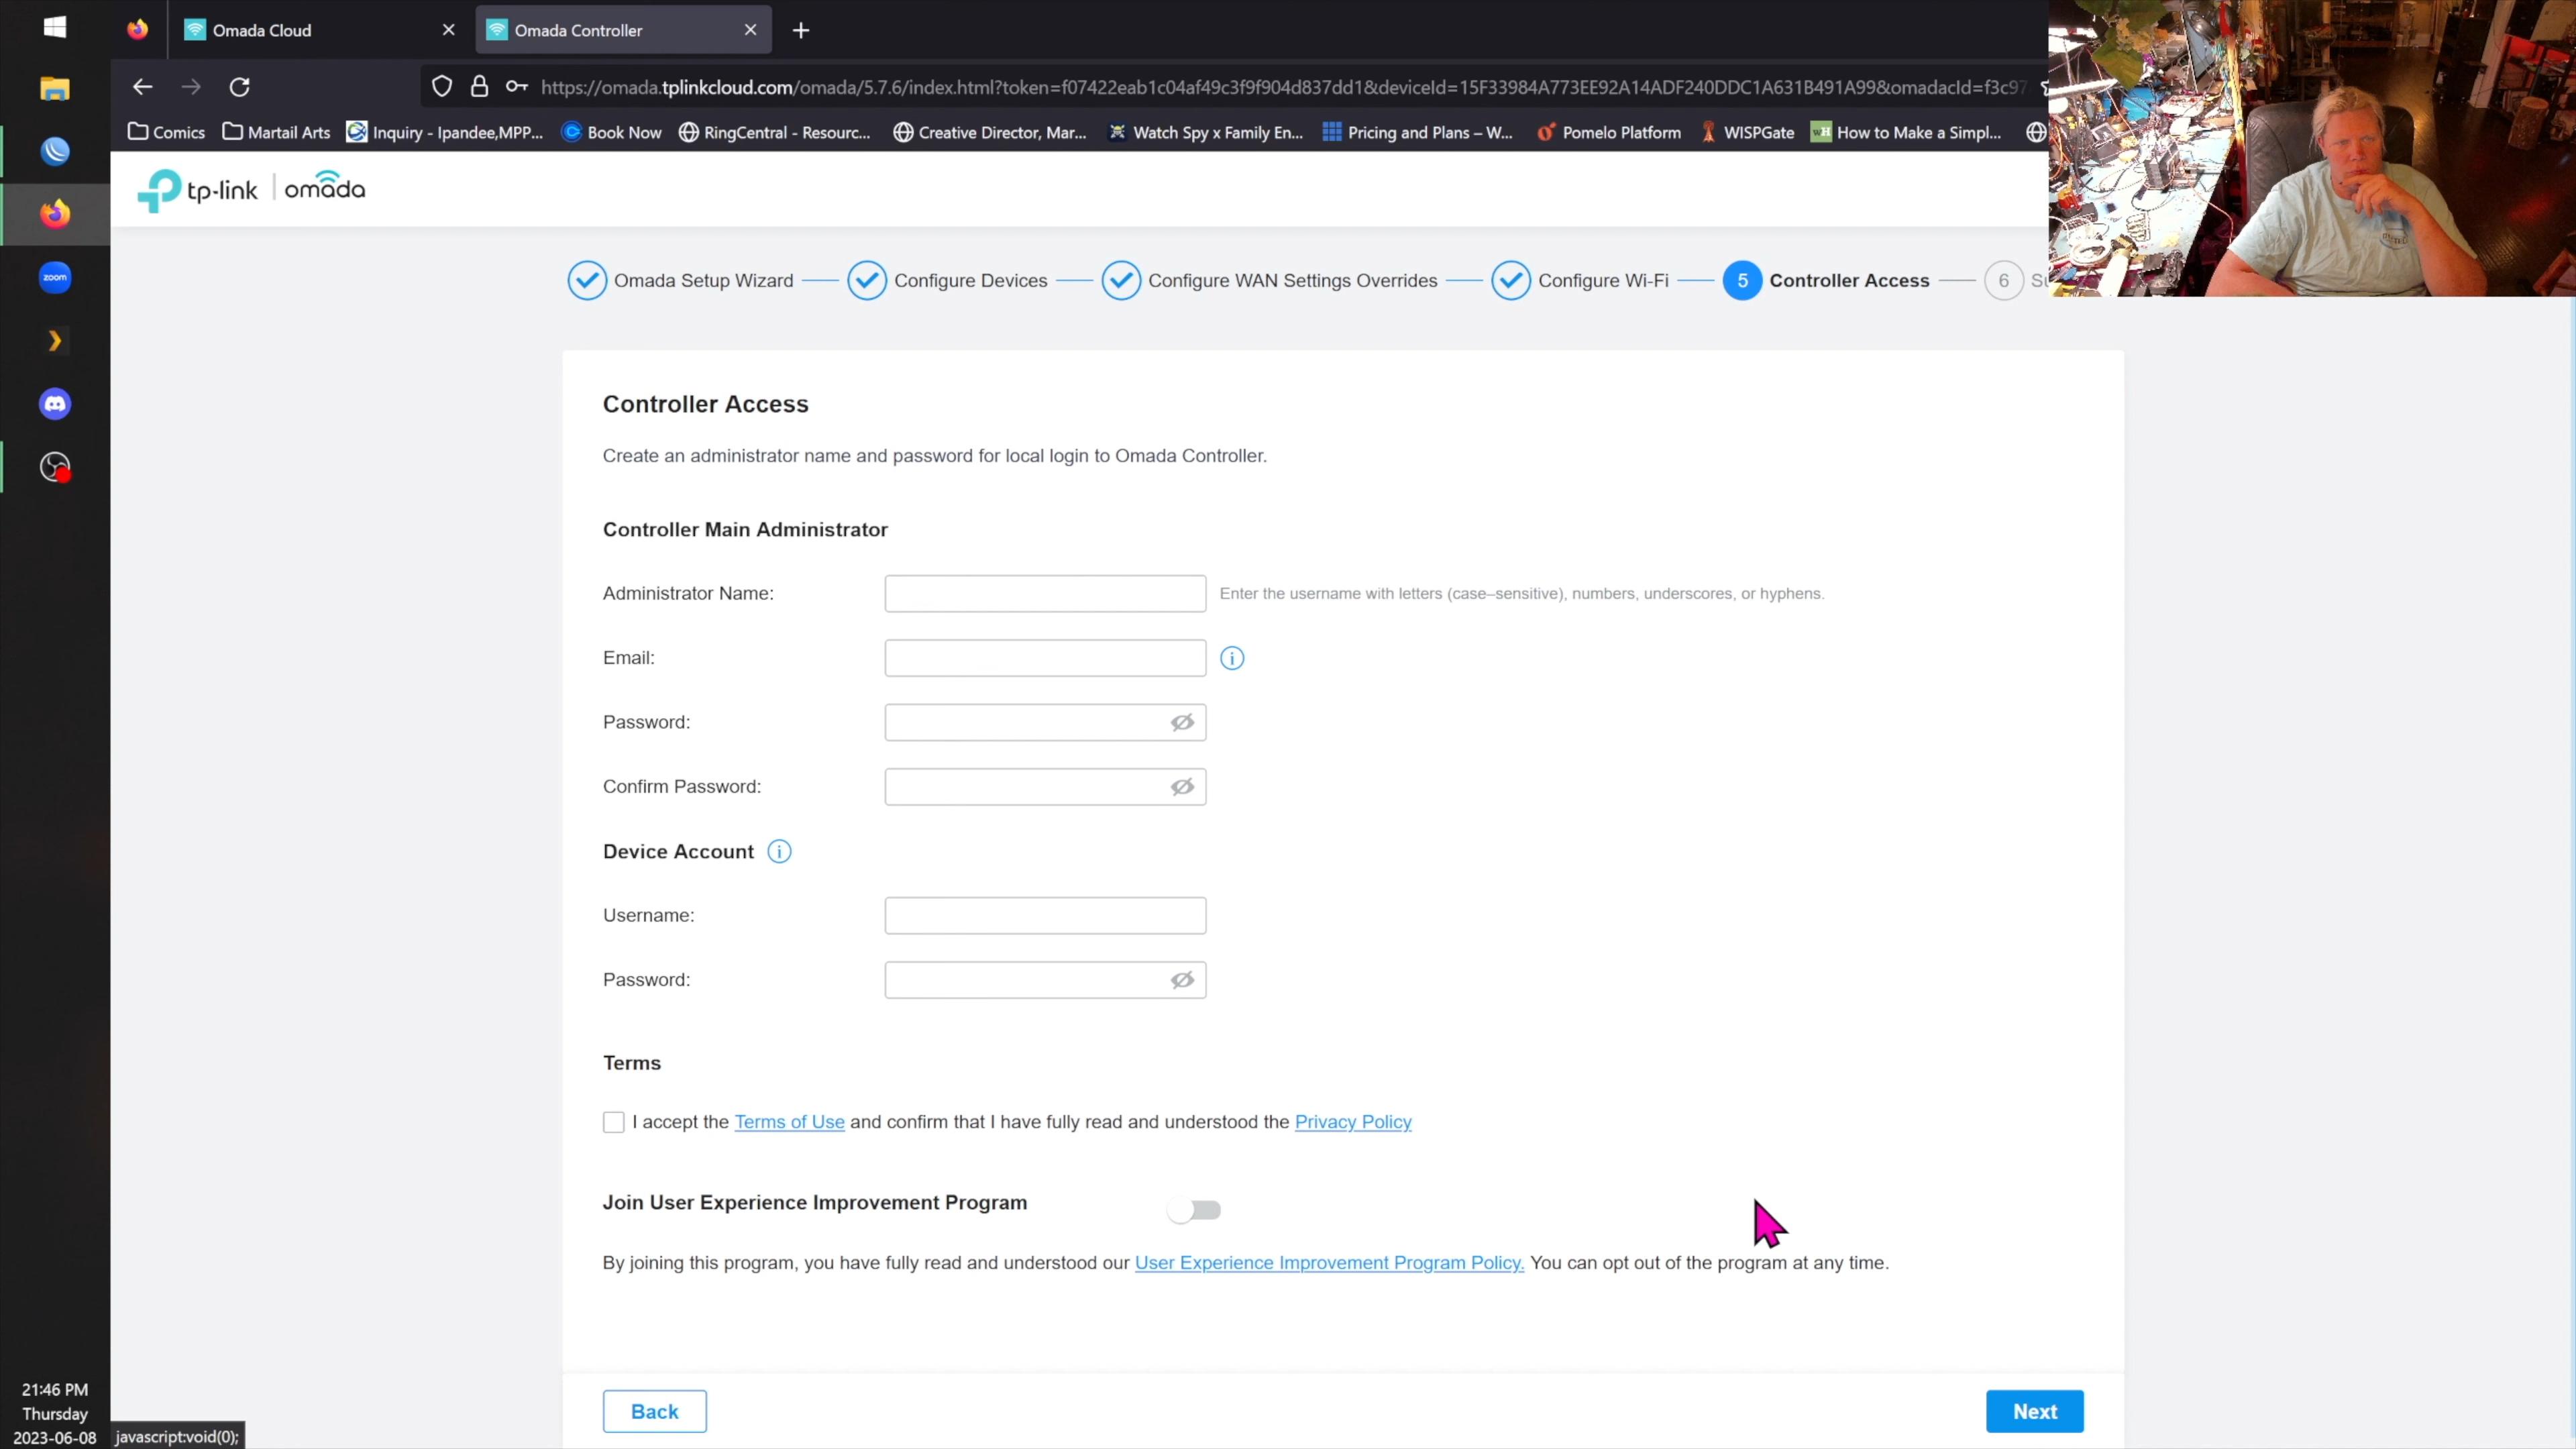 Omada Cloud
Omada Controller
https://omada.tplinkcloud.com/omada/5.7.6/index.html?token=f07422eab1c04af49c3f9f904d837dd1&deviceId=15F33984A773EE92A14ADF240DDC1A631B491A99&omadacId=f3c97
Comics
Martail Arts
Inquiry - Ipandee,MPP...
Book Now
RingCentral - Resourc...
Creative Director, Mar...
Watch Spy x Family En...
Pricing and Plans – W...
Pomelo Platform
WISPGate
wH How to Make a Simpl...
tp-link | omada
Omada Setup Wizard
Configure Devices
Configure WAN Settings Overrides
Configure Wi-Fi
5 Controller Access
6
zoom
Controller Access
Create an administrator name and password for local login to Omada Controller.
Controller Main Administrator
Administrator Name:
Enter the username with letters (case–sensitive), numbers, underscores, or hyphens.
Email:
Password:
Confirm Password:
Device Account
Username:
Password:
Terms
I accept the Terms of Use and confirm that I have fully read and understood the Privacy Policy
Join User Experience Improvement Program
By joining this program, you have fully read and understood our User Experience Improvement Program Policy. You can opt out of the program at any time.
Back
Next
21:46 PM
Thursday
2023-06-08
javascript:void(0);